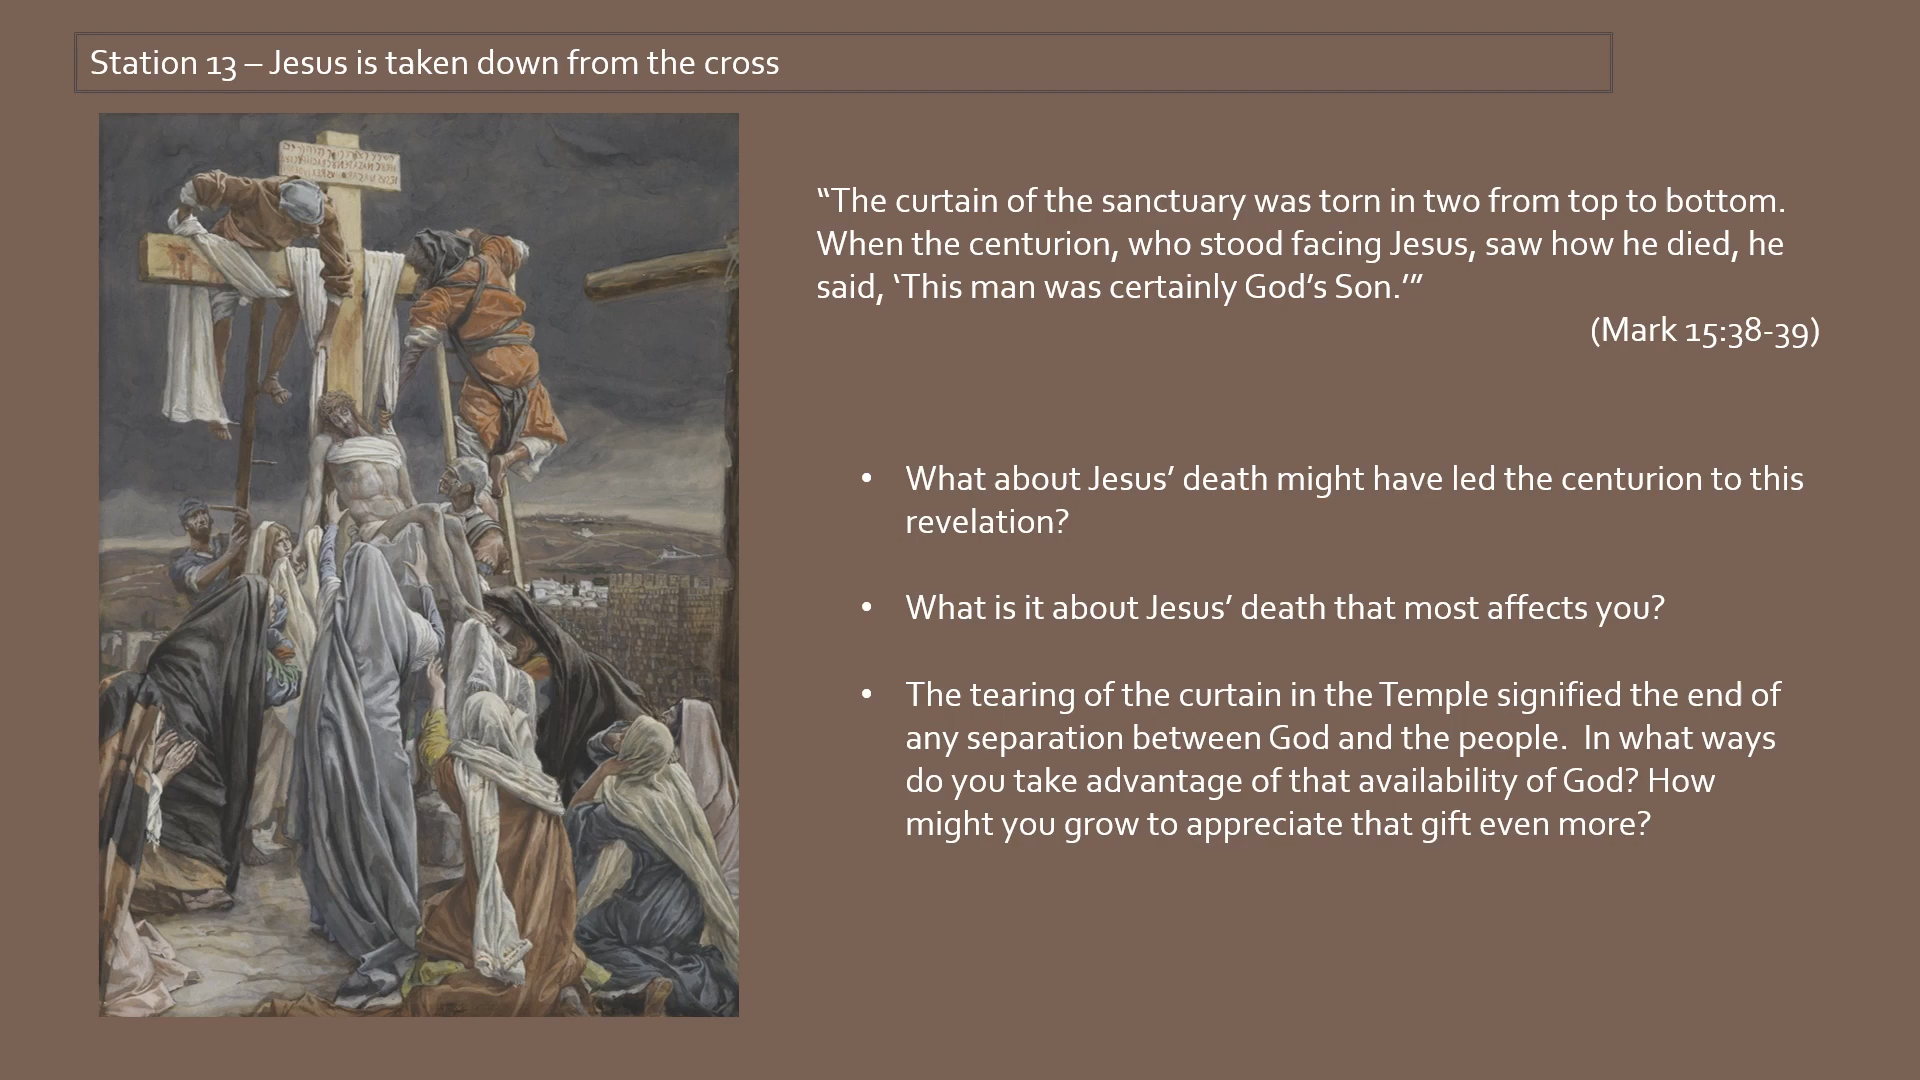 Station 13 – Jesus is taken down from the cross
“The curtain of the sanctuary was torn in two from top to bottom.
When the centurion, who stood facing Jesus, saw how he died, he
said, ‘This man was certainly God’s Son.’”
(Mark 15:38-39)
• What about Jesus’ death might have led the centurion to this
revelation?
• What is it about Jesus’ death that most affects you?
• The tearing of the curtain in the Temple signified the end of
any separation between God and the people.  In what ways
do you take advantage of that availability of God? How
might you grow to appreciate that gift even more?